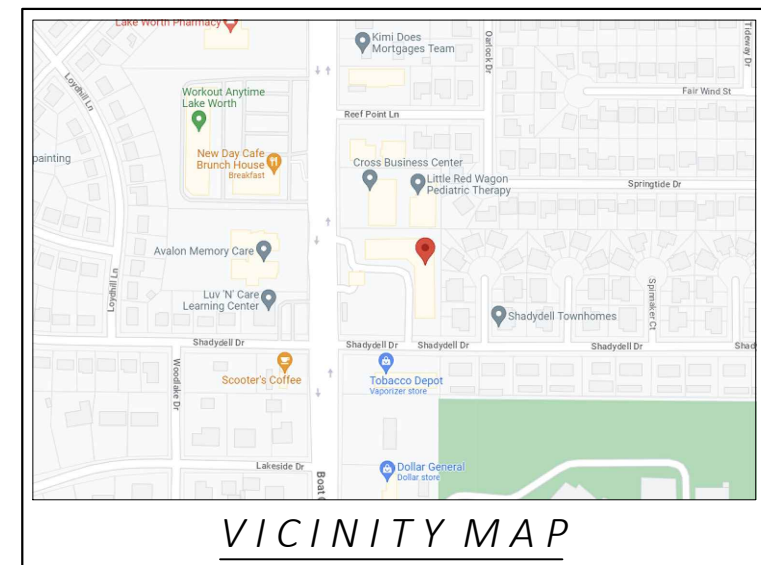 Lake Worth Pharmacy
Kimi Does
Mortgages Team
Oarlock Dr
Tideway Dr
Loydhill Ln
Workout Anytime
Lake Worth
Fair Wind St
Reef Point Ln
New Day Cafe
Brunch House
Breakfast
painting
Cross Business Center
Little Red Wagon
Pediatric Therapy
Springtide Dr
Avalon Memory Care
Loydhill Ln
Luv 'N' Care
Learning Center
Spinnaker Ct
Shadydell Townhomes
Shadydell Dr
Shadydell Dr
Shadydell Dr
Shadydell Dr
Shad
Woodlake Dr
Scooter's Coffee
Tobacco Depot
Vaporizer store
Lakeside Dr
Boat
Dollar General
Dollar store
VICINITY MAP